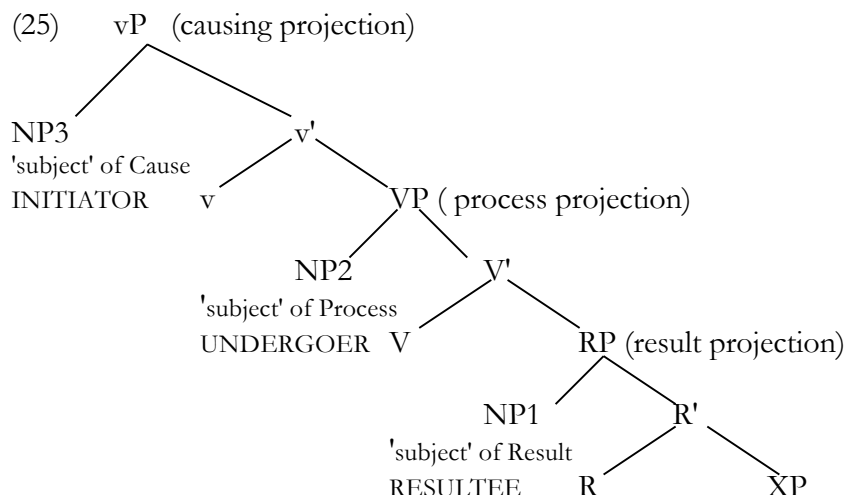 (25) vP (causing projection)
NP3 v'
'subject' of Cause
INITIATOR v VP ( process projection)
NP2 V'
'subject' of Process
UNDERGOER V RP (result projection)
NP1 R'
'subject' of Result
RESULTEE R XP